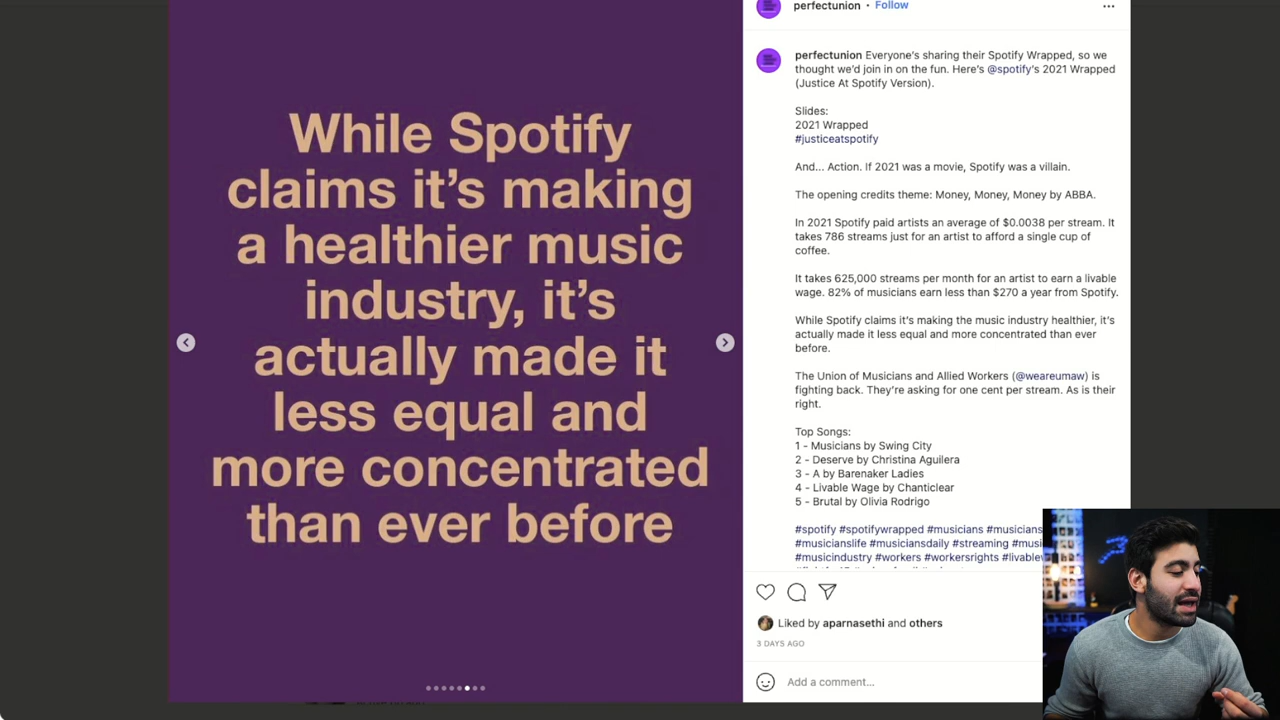 While Spotify
claims it's making
a healthier music
industry, it's
actually made it
less equal and
more concentrated
than ever before
perfectunion • Follow
perfectunion Everyone's sharing their Spotify Wrapped, so we
thought we'd join in on the fun. Here's @spotify's 2021 Wrapped
(Justice At Spotify Version).
Slides:
2021 Wrapped
#justiceatspotify
And... Action. If 2021 was a movie, Spotify was a villain.
The opening credits theme: Money, Money, Money by ABBA.
In 2021 Spotify paid artists an average of $0.0038 per stream. It
takes 786 streams just for an artist to afford a single cup of
coffee.
It takes 625,000 streams per month for an artist to earn a livable
wage. 82% of musicians earn less than $270 a year from Spotify.
While Spotify claims it's making the music industry healthier, it's
actually made it less equal and more concentrated than ever
before.
The Union of Musicians and Allied Workers (@weareumaw) is
fighting back. They're asking for one cent per stream. As is their
right.
Top Songs:
1 - Musicians by Swing City
2 - Deserve by Christina Aguilera
3 - A by Barenaker Ladies
4 - Livable Wage by Chanticlear
5 - Brutal by Olivia Rodrigo
#spotify #spotifywrapped #musicians #musicians
#musicianslife #musiciansdaily #streaming #musi
#musicindustry #workers #workersrights #livable
Liked by aparnasethi and others
3 DAYS AGO
Add a comment...